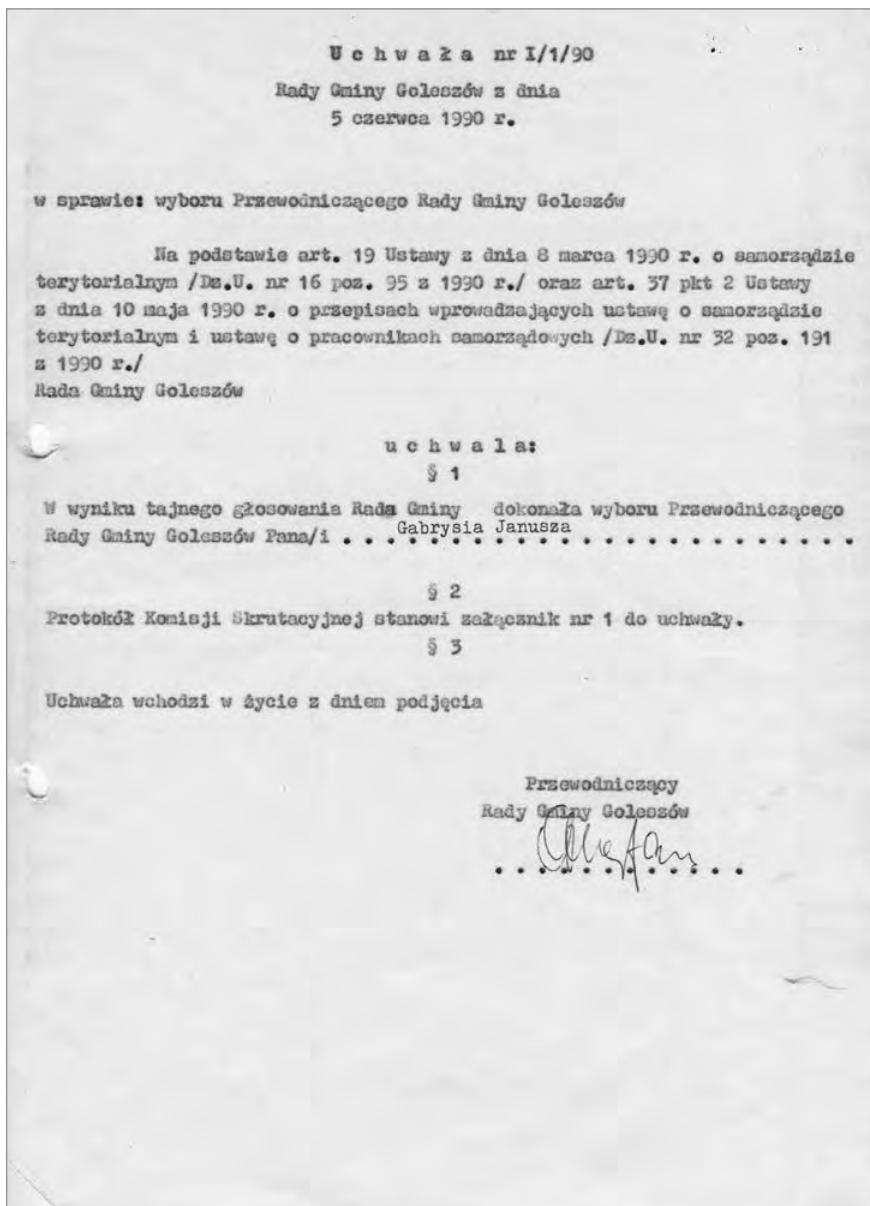 U c h w a ł a nr I/1/90
Rady Gminy Goleszów z dnia
5 czerwca 1990 r.
w sprawie: wyboru Przewodniczącego Rady Gminy Goleszów
Na podstawie art. 19 Ustawy z dnia 8 marca 1990 r. o samorządzie
terytorialnym /Dz.U. nr 16 poz. 95 z 1990 r./ oraz art. 37 pkt 2 Ustawy
z dnia 10 maja 1990 r. o przepisach wprowadzających ustawę o samorządzie
terytorialnym i ustawę o pracownikach samorządowych /Dz.U. nr 32 poz. 191
z 1990 r./
Rada Gminy Goleszów
u c h w a l a:
§ 1
W wyniku tajnego głosowania Rada Gminy dokonała wyboru Przewodniczącego
Rady Gminy Goleszów Pana/i . . . Gabrysia Janusza . . . . . . . . . . . . .
§ 2
Protokół Komisji Skrutacyjnej stanowi załącznik nr 1 do uchwały.
§ 3
Uchwała wchodzi w życie z dniem podjęcia
Przewodniczący
Rady Gminy Goleszów
. . . . . . . . . . . . .